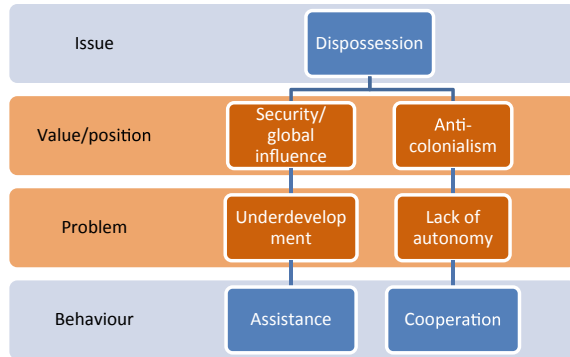 Issue
Dispossession
Value/position
Security/
global
influence
Anti-
colonialism
Problem
Underdevelop
ment
Lack of
autonomy
Behaviour
Assistance
Cooperation